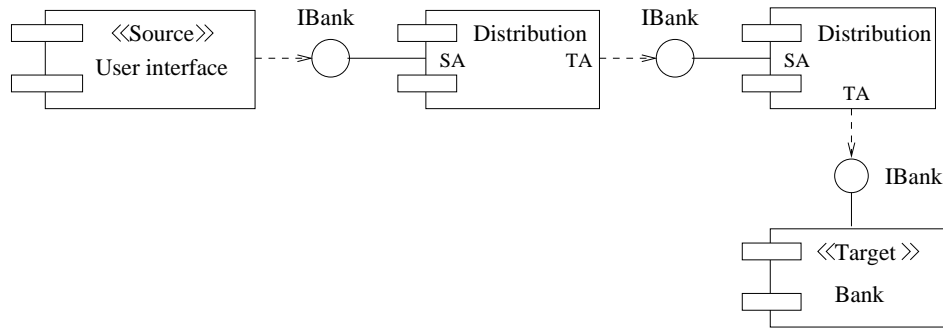 IBank
IBank
«Source»
User interface
Distribution
SA
TA
Distribution
SA
TA
IBank
«Target »
Bank